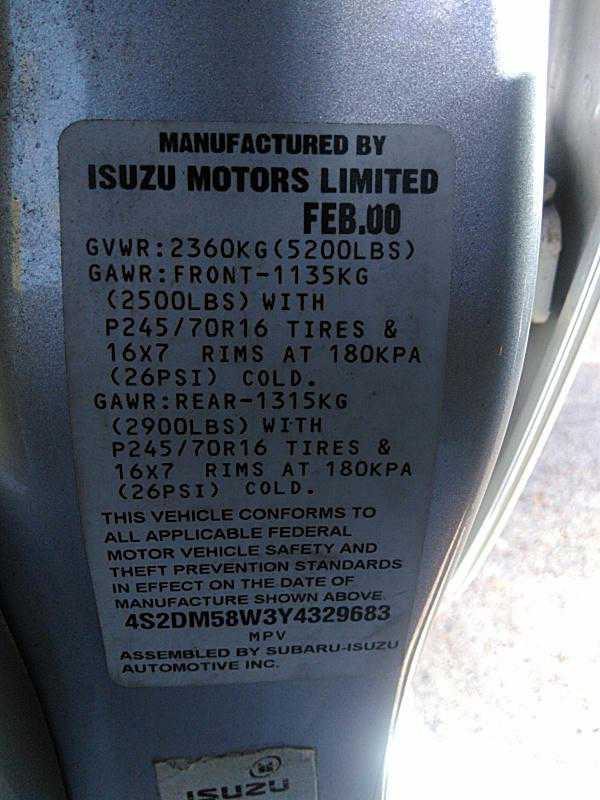 MANUFACTURED BY
ISUZU MOTORS LIMITED
FEB.00
GVWR:2360KG(5200LBS)
GAWR:FRONT-1135KG
(2500LBS) WITH
P245/70R16 TIRES &
16X7 RIMS AT 180KPA
(26PSI) COLD.
GAWR:REAR-1315KG
(2900LBS) WITH
P245/70R16 TIRES &
16X7 RIMS AT 180KPA
(26PSI) COLD.
THIS VEHICLE CONFORMS TO
ALL APPLICABLE FEDERAL
MOTOR VEHICLE SAFETY AND
THEFT PREVENTION STANDARDS
IN EFFECT ON THE DATE OF
MANUFACTURE SHOWN ABOVE.
4S2DM58W3Y4329683
MPV
ASSEMBLED BY SUBARU-ISUZU
AUTOMOTIVE INC.
ISUZU